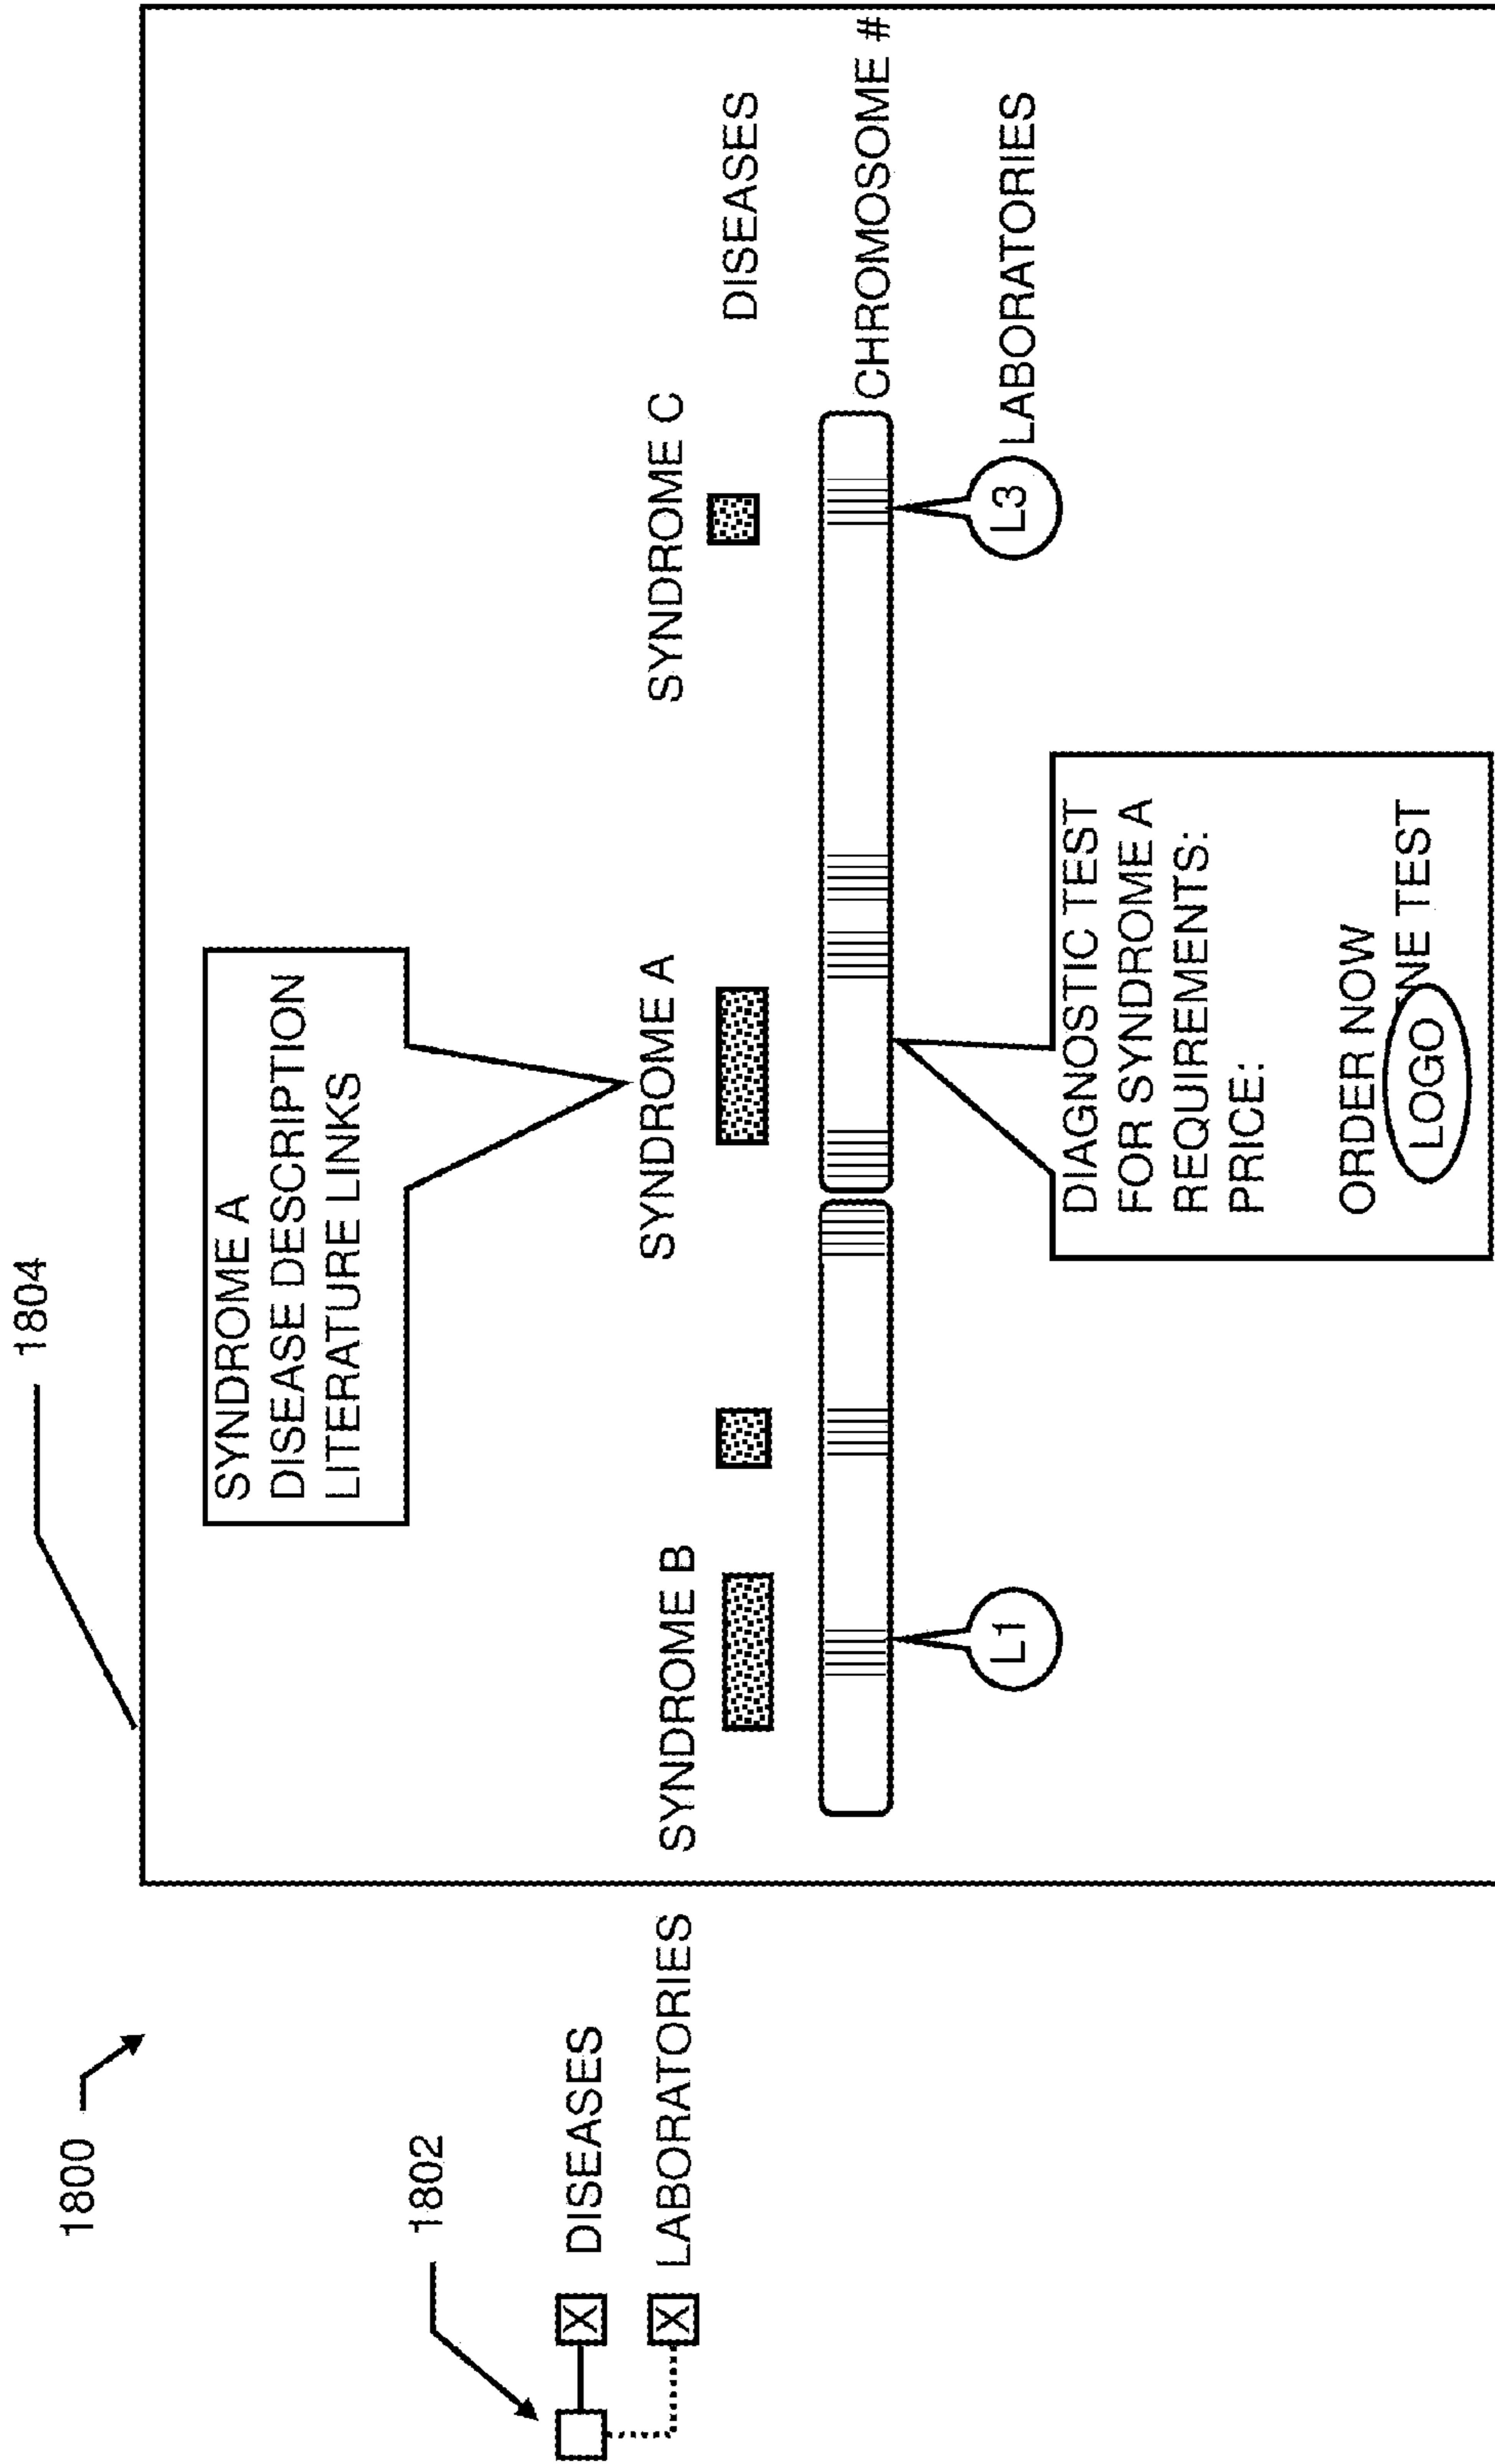 1800
1802
DISEASES
LABORATORIES
X
X
1804
SYNDROME A
DISEASE DESCRIPTION
LITERATURE LINKS
SYNDROME B
SYNDROME A
SYNDROME C
DISEASES
CHROMOSOME #
L1
L3
LABORATORIES
DIAGNOSTIC TEST
FOR SYNDROME A
REQUIREMENTS:
PRICE:
ORDER NOW
LOGO
TEST